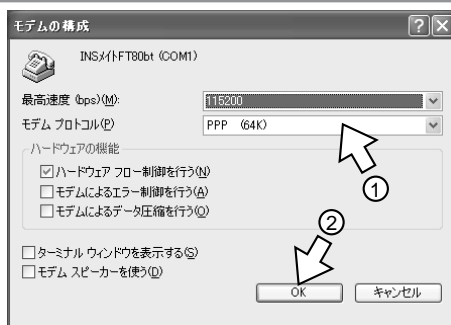 モデムの構成
INSメイトFT80bt (COM1)
最高速度 (bps)(M): 115200
モデム プロトコル(P) PPP (64K)
ハードウェアの機能
ハードウェア フロー制御を行う(N)
モデムによるエラー制御を行う(A)
モデムによるデータ圧縮を行う(O)
①
②
ターミナル ウィンドウを表示する(S)
モデム スピーカーを使う(D)
OK キャンセル